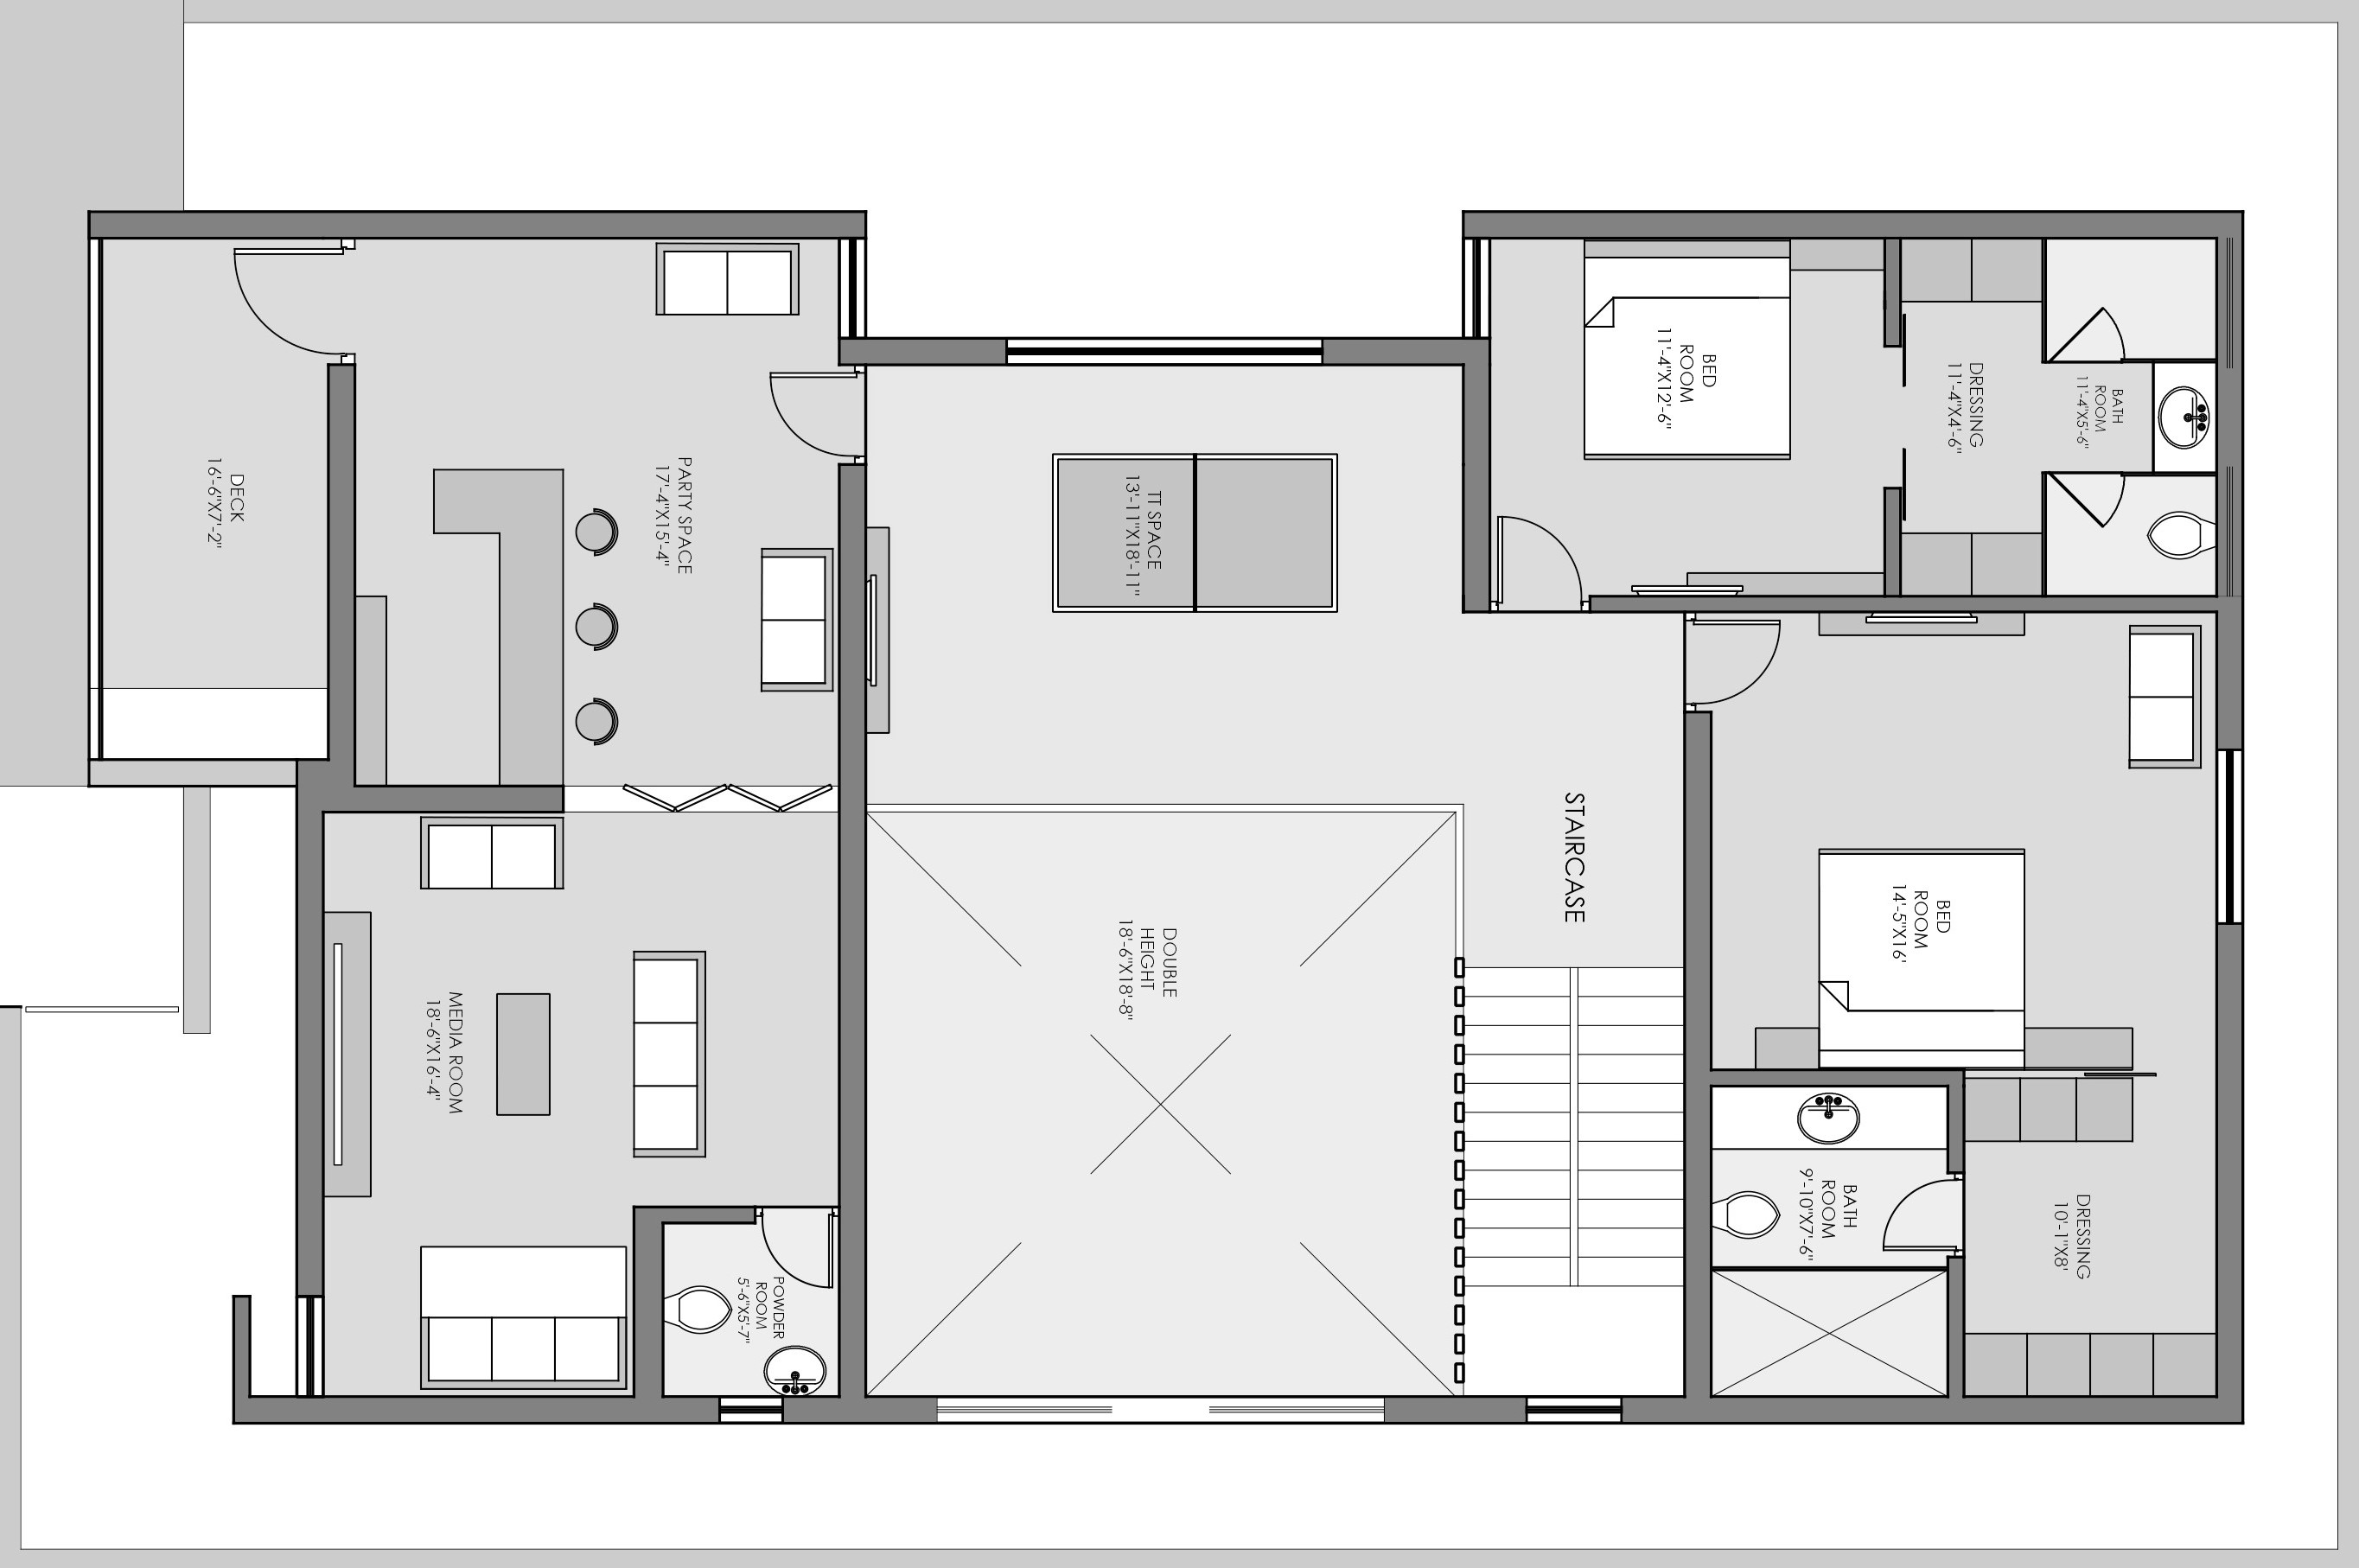 DECK
16'-6"X7'-2"
PARTY SPACE
17'-4"X15'-4"
TT SPACE
13'-11"X18'-11"
BED
ROOM
11'-4"X12'-6"
DRESSING
11'-4"X4'-6"
BATH
ROOM
11'-4"X5'-6"
STAIRCASE
BED
ROOM
14'-5"X16'
DOUBLE
HEIGHT
18'-6"X18'-8"
MEDIA ROOM
18'-6"X16'-4"
POWDER
ROOM
5'-6"X5'-7"
BATH
ROOM
9'-10"X7'-6"
DRESSING
10'-1"X8'